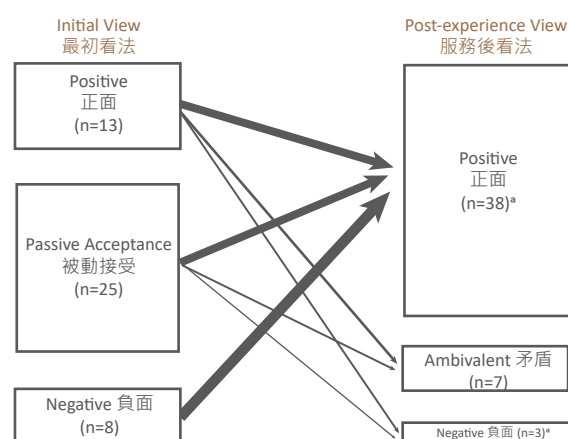 Initial View
最初看法
Positive
正面
(n=13)
Passive Acceptance
被動接受
(n=25)
Negative 負面
(n=8)
Post-experience View
服務後看法
Positive
正面
(n=38)ª
Ambivalent 矛盾
(n=7)
Negative 負面 (n=3)ª